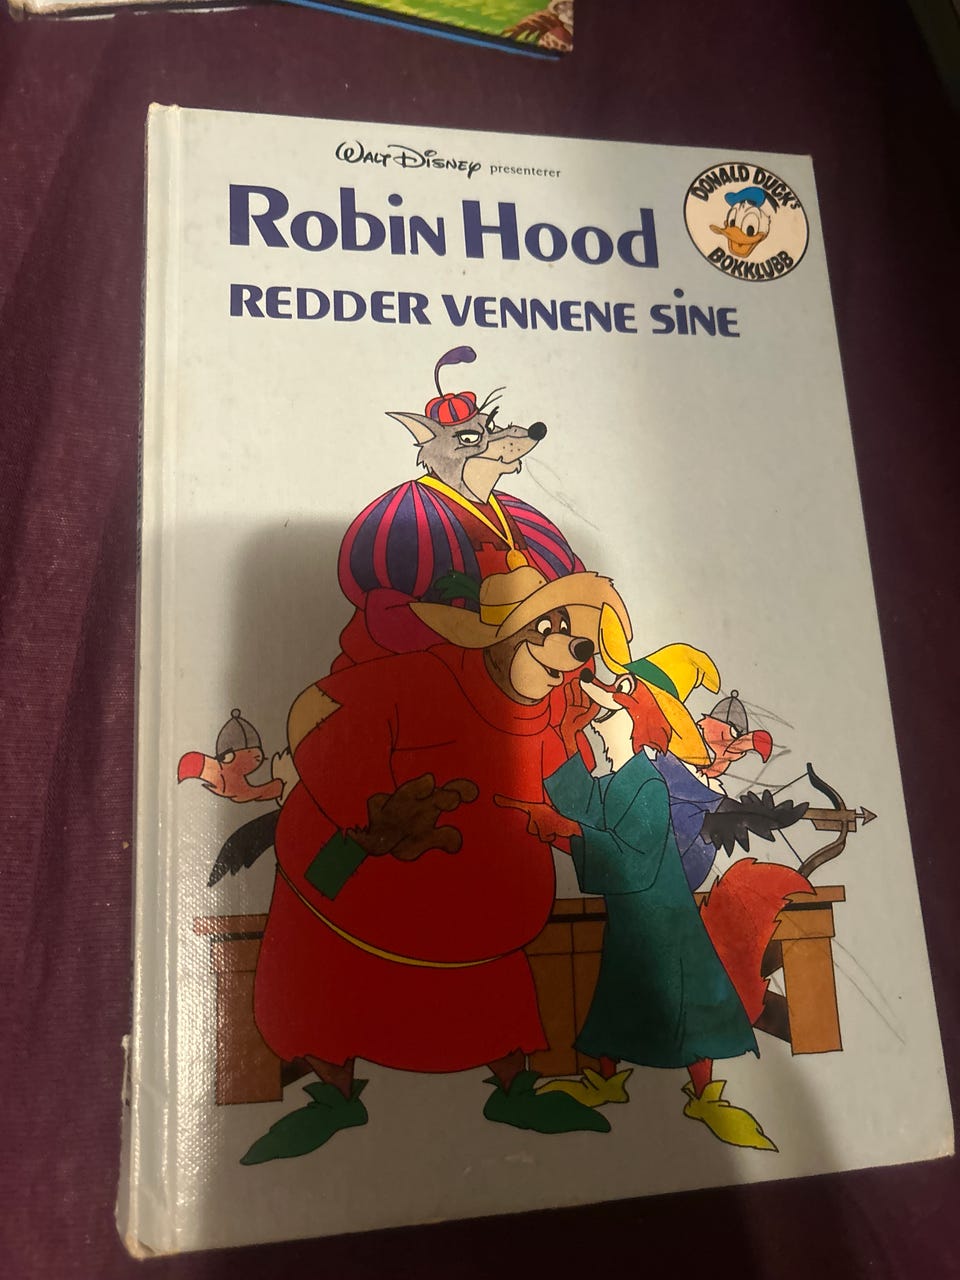 WALT DISNEY presenterer
Robin Hood
REDDER VENNENE SINE
DONALD DUCK's
BOKKLUBB